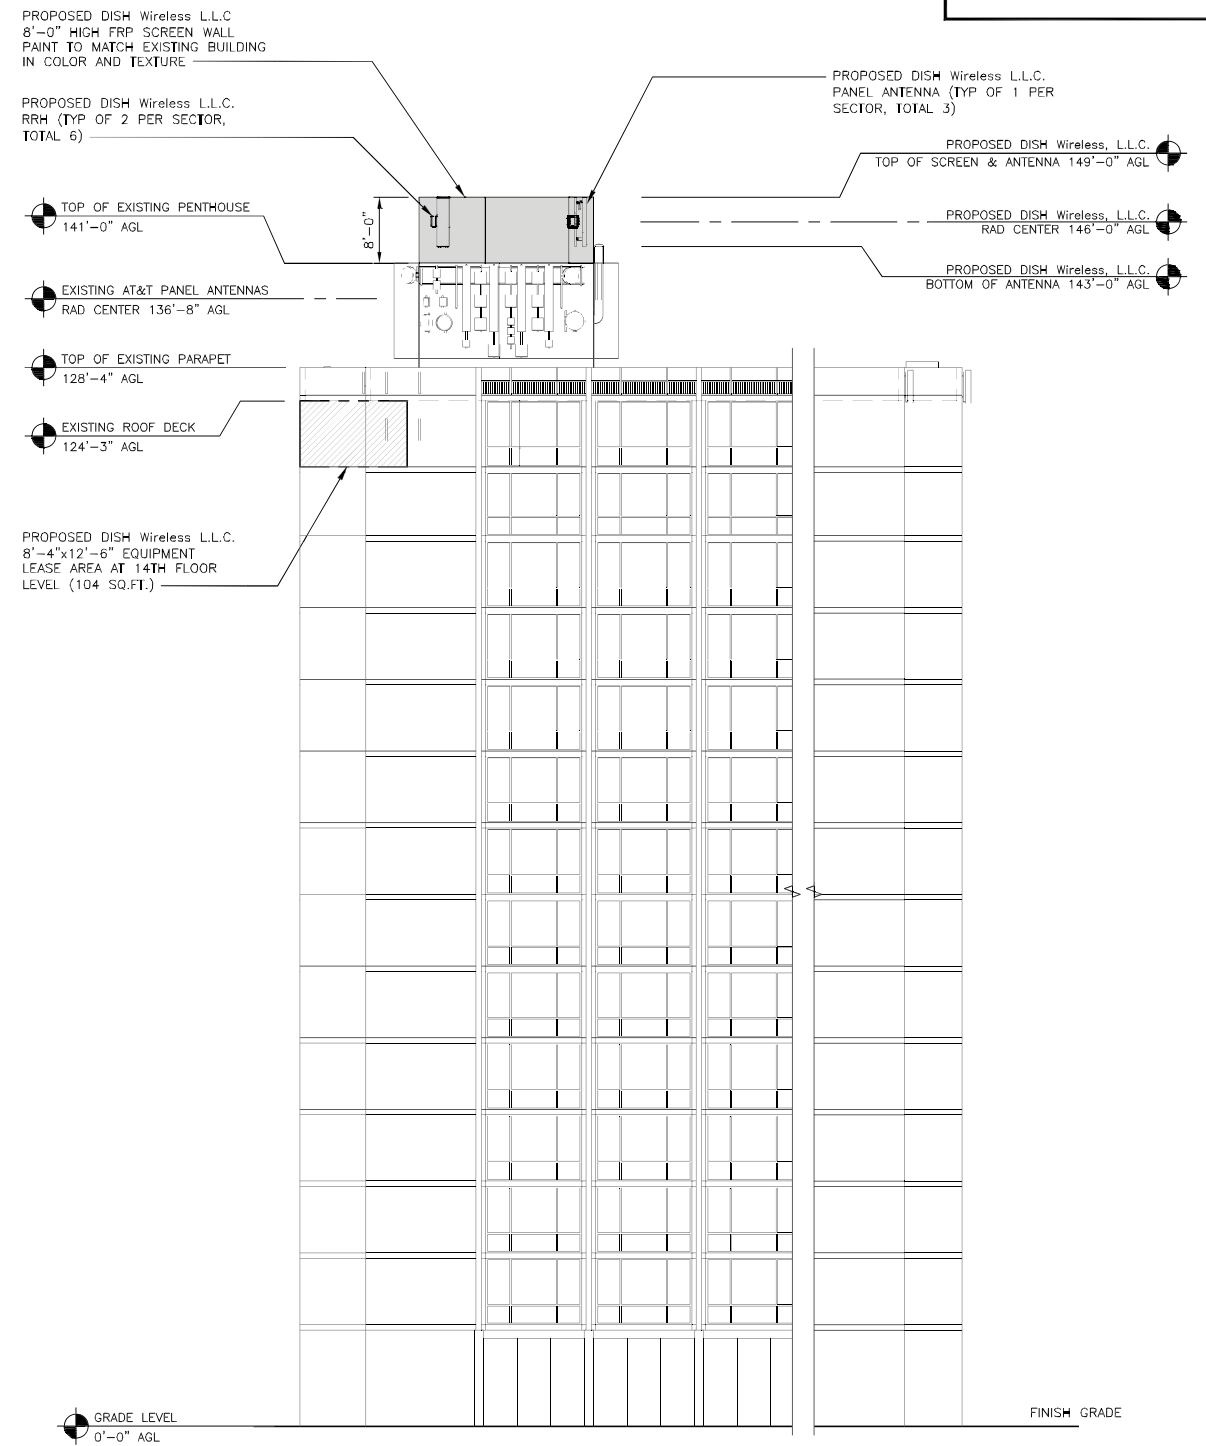 PROPOSED DISH Wireless L.L.C
8'-0" HIGH FRP SCREEN WALL
PAINT TO MATCH EXISTING BUILDING
IN COLOR AND TEXTURE
PROPOSED DISH Wireless L.L.C.
RRH (TYP OF 2 PER SECTOR,
TOTAL 6)
PROPOSED DISH Wireless L.L.C.
PANEL ANTENNA (TYP OF 1 PER
SECTOR, TOTAL 3)
PROPOSED DISH Wireless, L.L.C.
TOP OF SCREEN & ANTENNA 149'-0" AGL
PROPOSED DISH Wireless, L.L.C.
RAD CENTER 146'-0" AGL
PROPOSED DISH Wireless, L.L.C.
BOTTOM OF ANTENNA 143'-0" AGL
8'-0"
TOP OF EXISTING PENTHOUSE
141'-0" AGL
EXISTING AT&T PANEL ANTENNAS
RAD CENTER 136'-8" AGL
TOP OF EXISTING PARAPET
128'-4" AGL
EXISTING ROOF DECK
124'-3" AGL
PROPOSED DISH Wireless L.L.C.
8'-4"x12'-6" EQUIPMENT
LEASE AREA AT 14TH FLOOR
LEVEL (104 SQ.FT.)
GRADE LEVEL
0'-0" AGL
FINISH GRADE